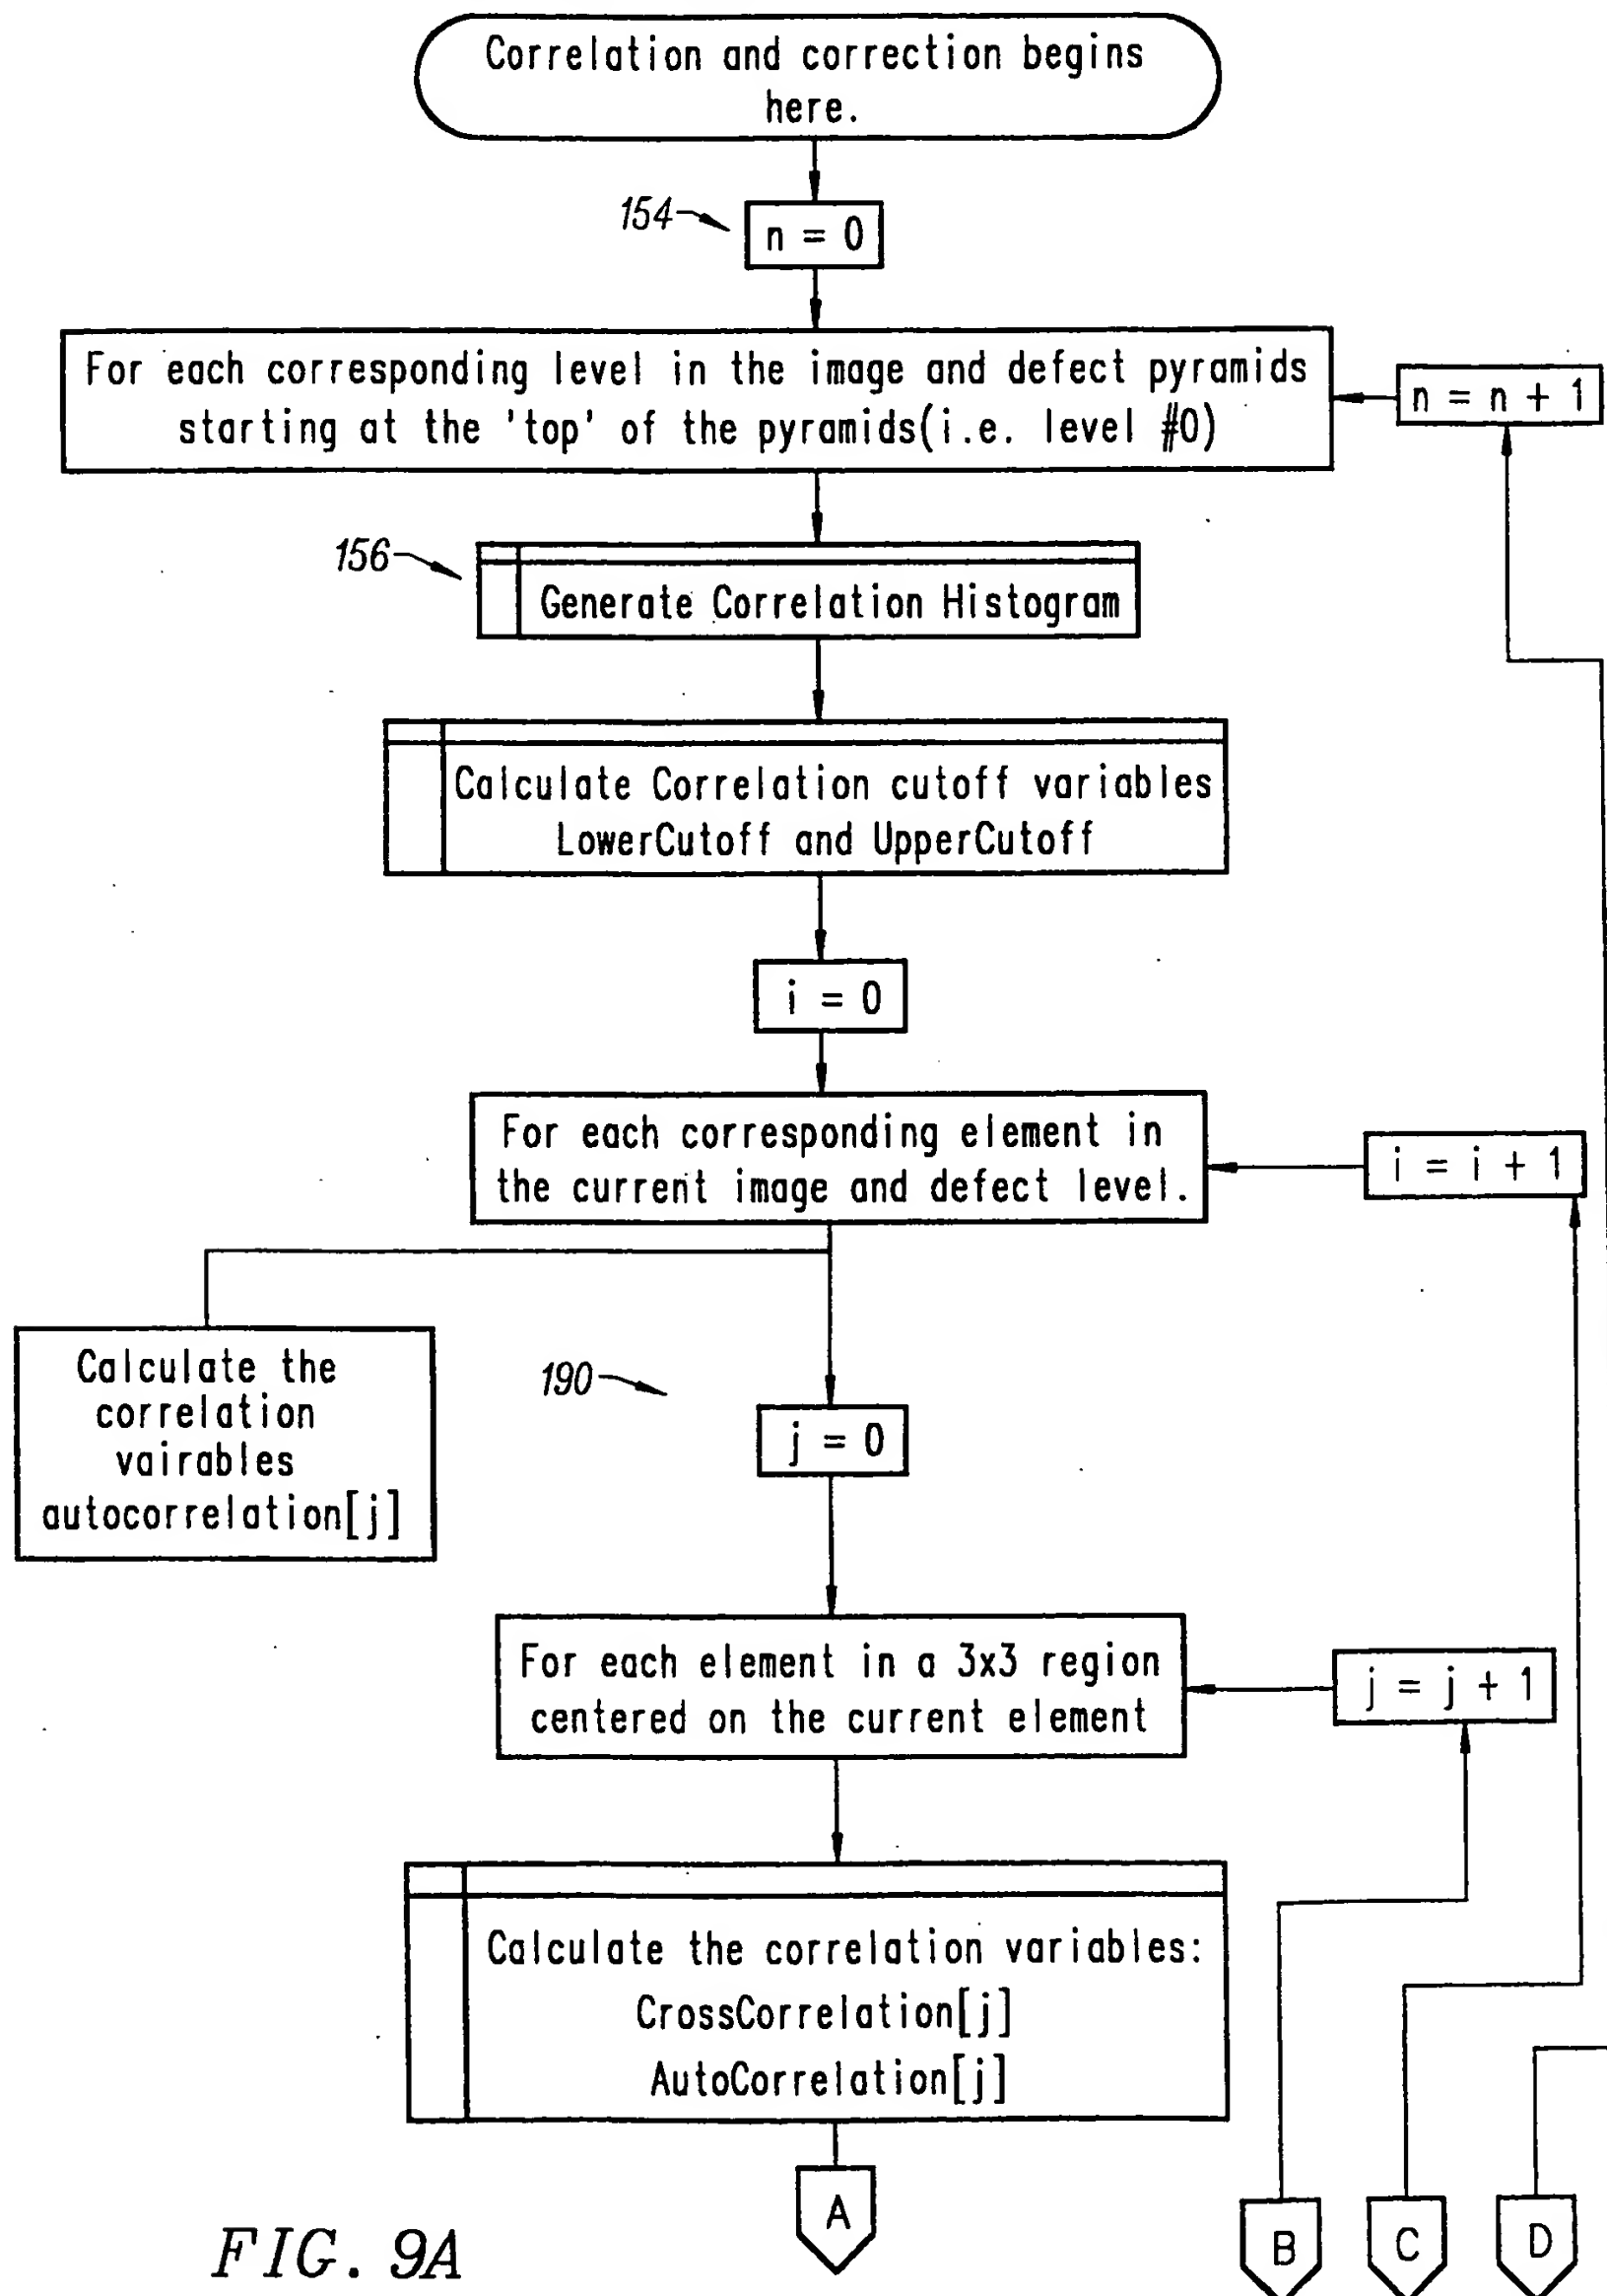 Correlation and correction begins
here.
154
n = 0
For each corresponding level in the image and defect pyramids
starting at the 'top' of the pyramids(i.e. level #0)
n = n + 1
156
Generate Correlation Histogram
Calculate Correlation cutoff variables
LowerCutoff and UpperCutoff
i = 0
For each corresponding element in
the current image and defect level.
i = i + 1
Calculate the
correlation
vairables
autocorrelation[j]
190
j = 0
For each element in a 3x3 region
centered on the current element
j = j + 1
Calculate the correlation variables:
CrossCorrelation[j]
AutoCorrelation[j]
A
B
C
D
FIG. 9A